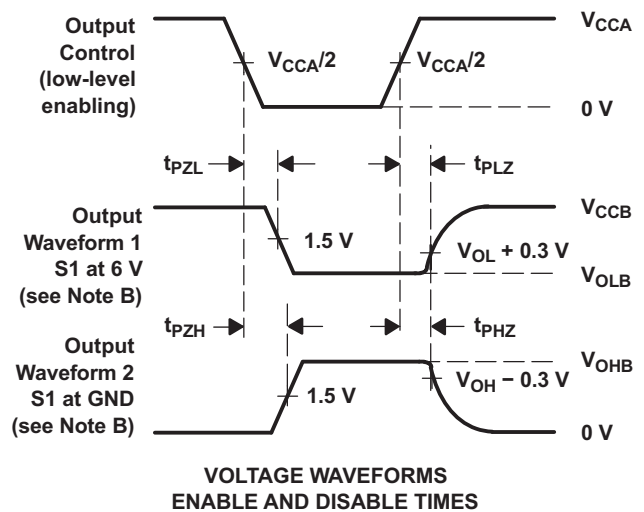 Output
Control
(low-level
enabling)
VCCA/2
VCCA/2
VCCA
0 V
tPZL
tPLZ
Output
Waveform 1
S1 at 6 V
(see Note B)
1.5 V
VOL + 0.3 V
VCCB
VOLB
tPZH
tPHZ
Output
Waveform 2
S1 at GND
(see Note B)
1.5 V
VOH − 0.3 V
VOHB
0 V
VOLTAGE WAVEFORMS
ENABLE AND DISABLE TIMES